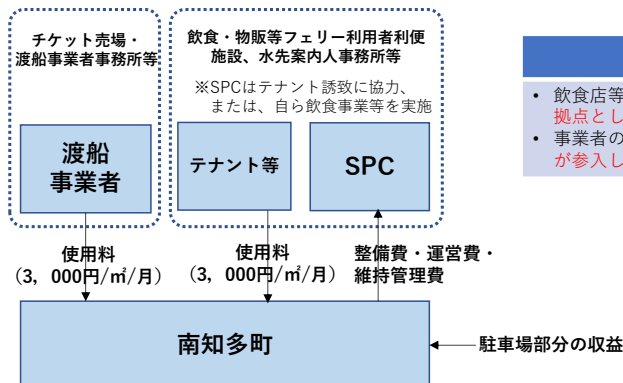 チケット売場・
渡船事業者事務所等
飲食・物販等フェリー利用者利便
施設、水先案内人事務所等
※SPCはテナント誘致に協力、
または、自ら飲食事業等を実施
渡船
事業者
テナント等
SPC
• 飲食店等
拠点とし
• 事業者の
が参入し
使用料
（3，000円/㎡/月）
使用料
（3，000円/㎡/月）
整備費・運営費・
維持管理費
南知多町
駐車場部分の収益